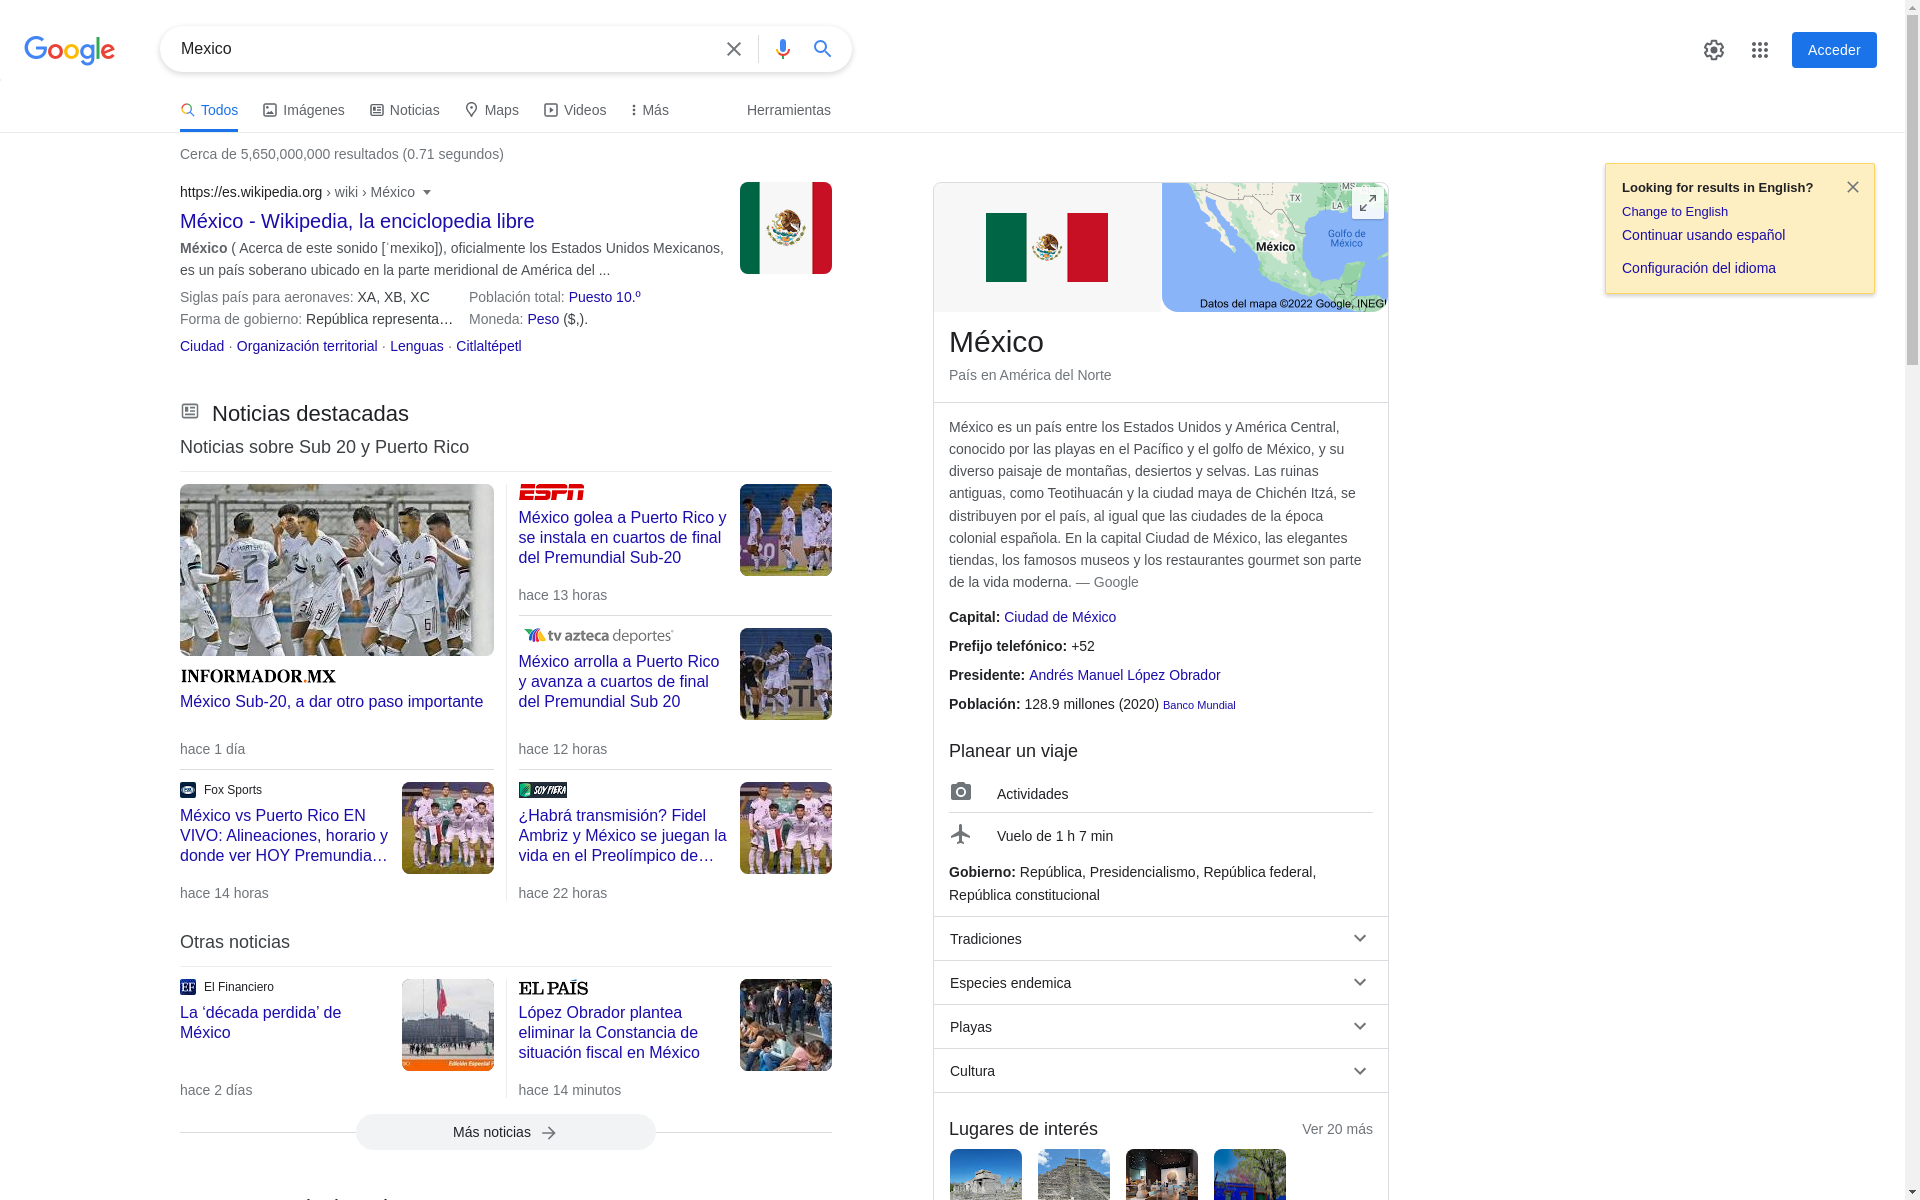 Google
Mexico
Acceder
Todos
Imágenes
Noticias
Maps
Videos
Más
Herramientas
Cerca de 5,650,000,000 resultados (0.71 segundos)
https://es.wikipedia.org › wiki › México
México - Wikipedia, la enciclopedia libre
México ( Acerca de este sonido [ˈmexiko]), oficialmente los Estados Unidos Mexicanos,
es un país soberano ubicado en la parte meridional de América del ...
Siglas país para aeronaves: XA, XB, XC
Población total: Puesto 10.º
Forma de gobierno: República representa…
Moneda: Peso ($,).
Ciudad · Organización territorial · Lenguas · Citlaltépetl
Noticias destacadas
Noticias sobre Sub 20 y Puerto Rico
INFORMADOR.MX
México Sub-20, a dar otro paso importante
hace 1 día
ESPN
México golea a Puerto Rico y
se instala en cuartos de final
del Premundial Sub-20
hace 13 horas
tv azteca deportes
México arrolla a Puerto Rico
y avanza a cuartos de final
del Premundial Sub 20
hace 12 horas
Fox Sports
México vs Puerto Rico EN
VIVO: Alineaciones, horario y
donde ver HOY Premundia…
hace 14 horas
SOY FIERA
¿Habrá transmisión? Fidel
Ambriz y México se juegan la
vida en el Preolímpico de…
hace 22 horas
Otras noticias
EF El Financiero
La ‘década perdida’ de
México
hace 2 días
EL PAÍS
López Obrador plantea
eliminar la Constancia de
situación fiscal en México
hace 14 minutos
Más noticias
MS
TX
LA
México
Golfo de
México
Datos del mapa ©2022 Google, INEGI
México
País en América del Norte
México es un país entre los Estados Unidos y América Central,
conocido por las playas en el Pacífico y el golfo de México, y su
diverso paisaje de montañas, desiertos y selvas. Las ruinas
antiguas, como Teotihuacán y la ciudad maya de Chichén Itzá, se
distribuyen por el país, al igual que las ciudades de la época
colonial española. En la capital Ciudad de México, las elegantes
tiendas, los famosos museos y los restaurantes gourmet son parte
de la vida moderna. — Google
Capital: Ciudad de México
Prefijo telefónico: +52
Presidente: Andrés Manuel López Obrador
Población: 128.9 millones (2020) Banco Mundial
Planear un viaje
Actividades
Vuelo de 1 h 7 min
Gobierno: República, Presidencialismo, República federal,
República constitucional
Tradiciones
Especies endemica
Playas
Cultura
Lugares de interés
Ver 20 más
Looking for results in English?
Change to English
Continuar usando español
Configuración del idioma